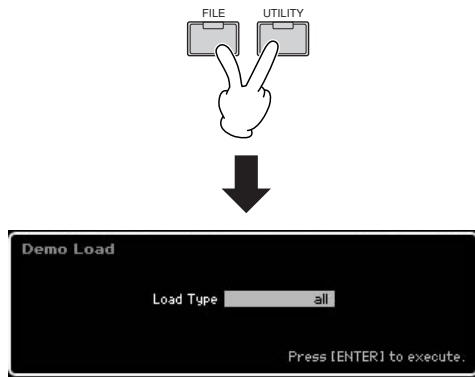 FILE UTILITY
Demo Load
Load Type all
Press [ENTER] to execute.